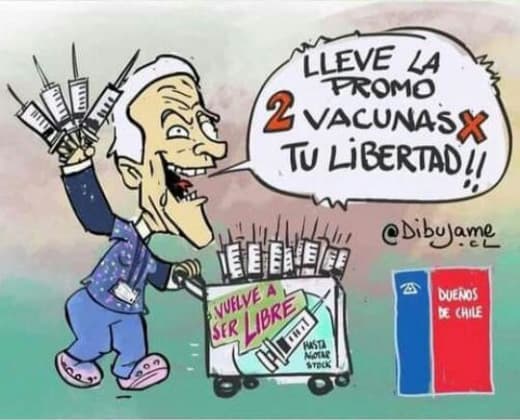 LLEVE LA
PROMO
2 VACUNAS X
TU LIBERTAD!!
@DibuJame
.CL
DUEÑOS
DE CHILE
VUELVE A
SER LIBRE
HASTA
AGOTAR
STOCK